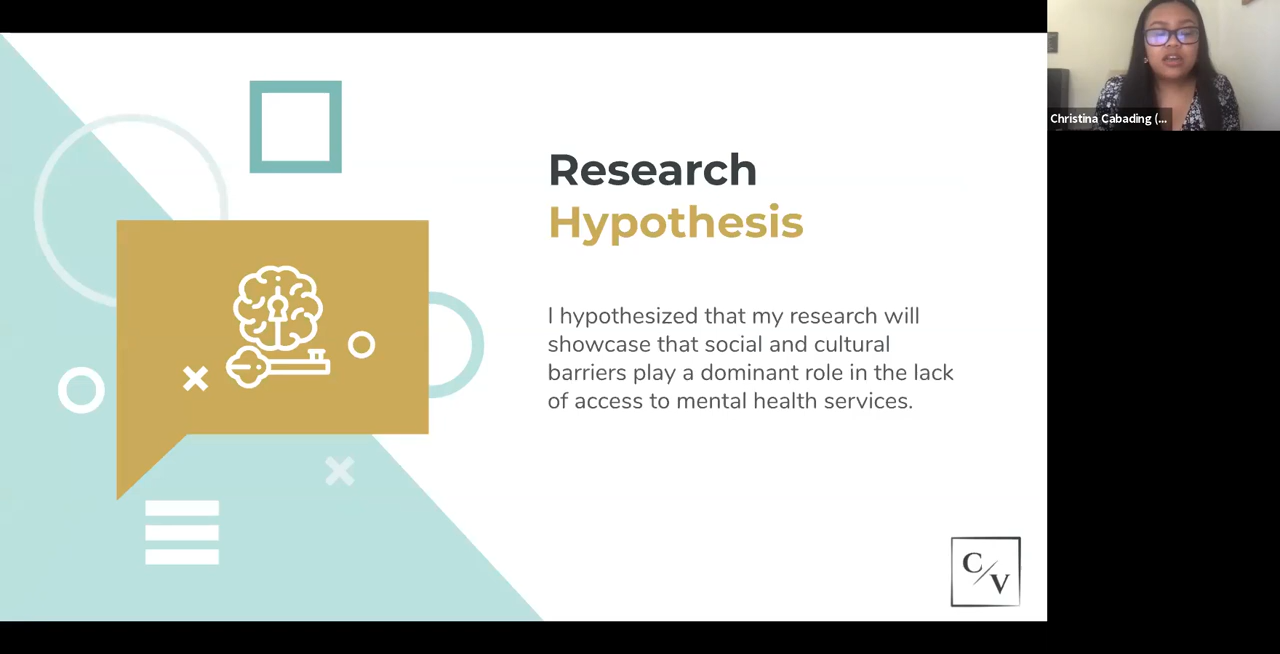 Christina Cabading (...
Research
Hypothesis
I hypothesized that my research will
showcase that social and cultural
barriers play a dominant role in the lack
of access to mental health services.
C/V